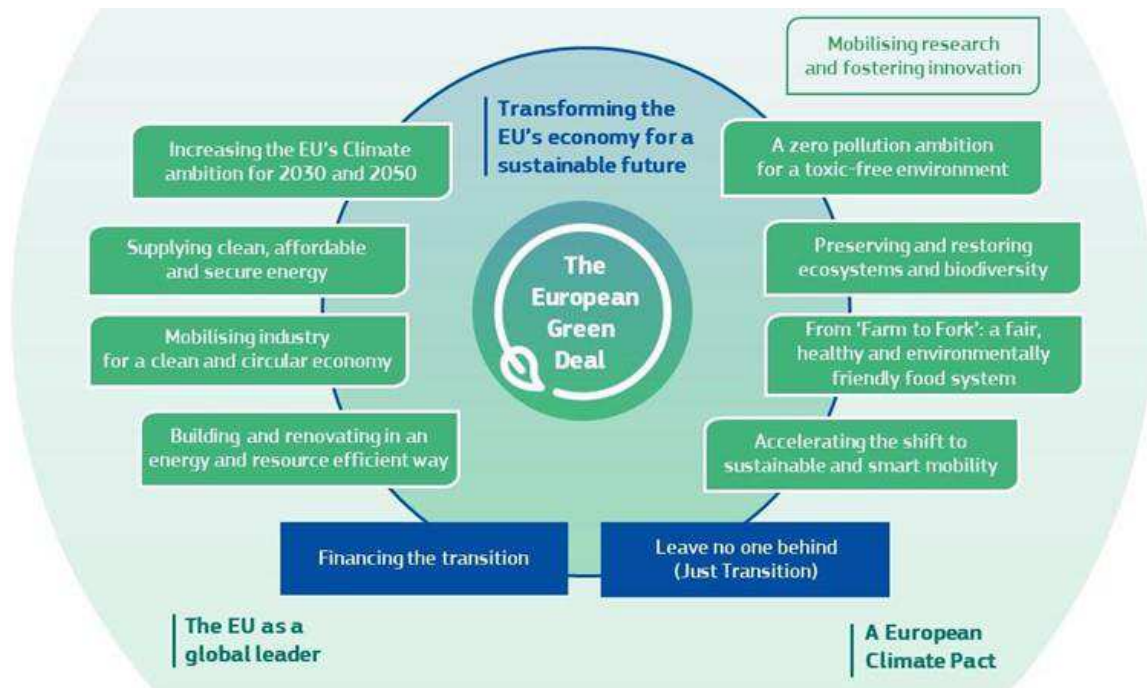 Mobilising research
and fostering innovation
Transforming the
EU's economy for a
sustainable future
Increasing the EU's Climate
ambition for 2030 and 2050
A zero pollution ambition
for a toxic-free environment
Supplying clean, affordable
and secure energy
Preserving and restoring
ecosystems and biodiversity
The
European
Green
Deal
Mobilising industry
for a clean and circular economy
From 'Farm to Fork': a fair,
healthy and environmentally
friendly food system
Building and renovating in an
energy and resource efficient way
Accelerating the shift to
sustainable and smart mobility
Financing the transition
Leave no one behind
(Just Transition)
The EU as a
global leader
A European
Climate Pact